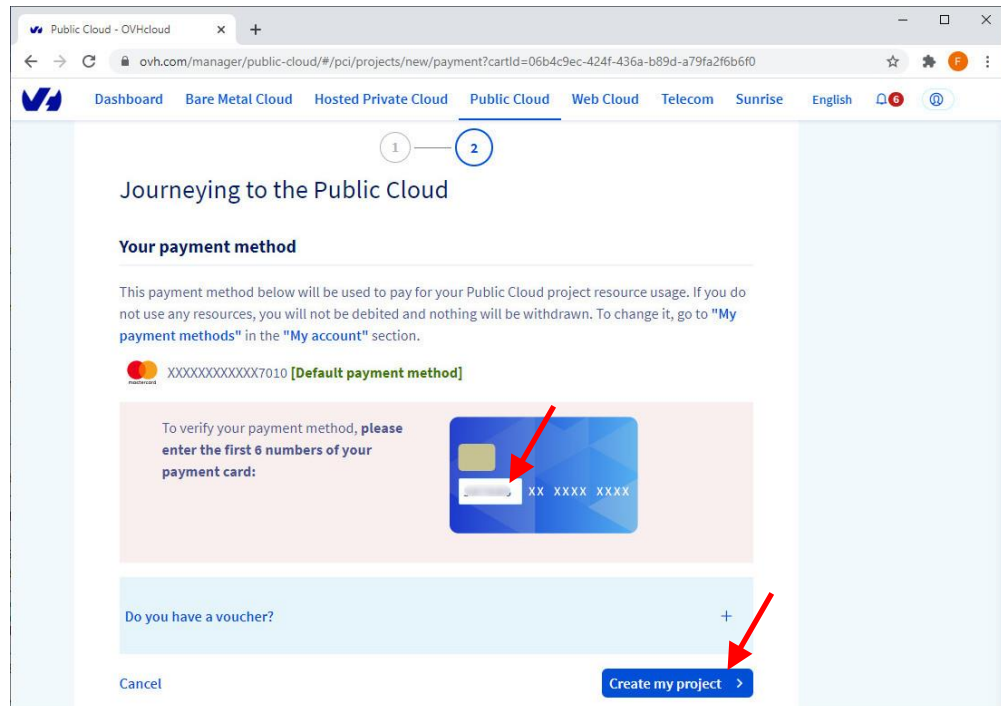 Public Cloud - OVHcloud
ovh.com/manager/public-cloud/#/pci/projects/new/payment?cartId=06b4c9ec-424f-436a-b89d-a79fa2f6b6f0
F
Dashboard Bare Metal Cloud Hosted Private Cloud Public Cloud Web Cloud Telecom Sunrise English 6
1 2
Journeying to the Public Cloud
Your payment method
This payment method below will be used to pay for your Public Cloud project resource usage. If you do
not use any resources, you will not be debited and nothing will be withdrawn. To change it, go to "My
payment methods" in the "My account" section.
mastercard XXXXXXXXXXXX7010 [Default payment method]
To verify your payment method, please
enter the first 6 numbers of your
payment card:
XX XXXX XXXX
Do you have a voucher? +
Cancel Create my project >